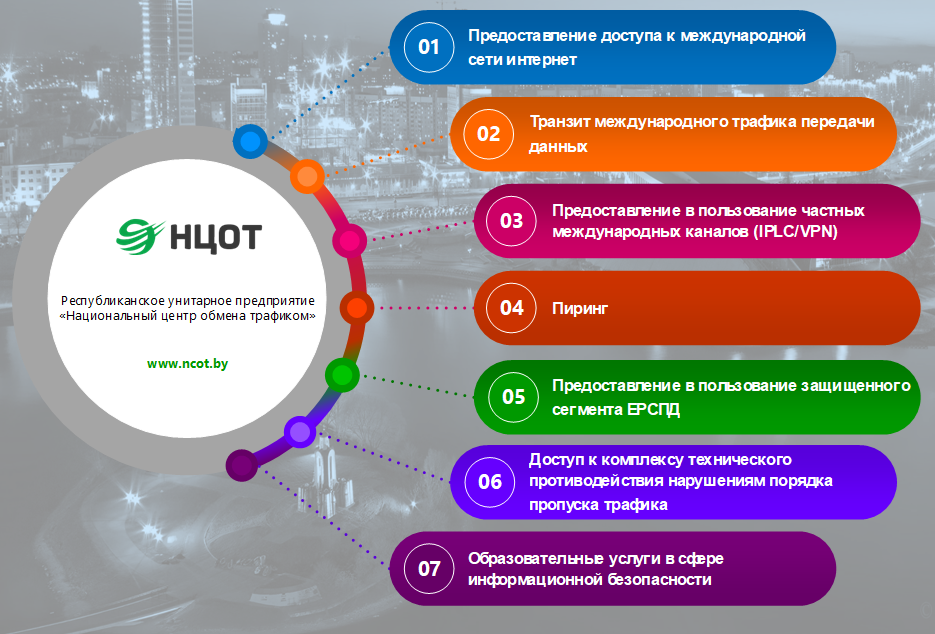 НЦОТ
Республиканское унитарное предприятие
«Национальный центр обмена трафиком»
www.ncot.by
01
Предоставление доступа к международной
сети интернет
02
Транзит международного трафика передачи
данных
03
Предоставление в пользование частных
международных каналов (IPLC/VPN)
04
Пиринг
05
Предоставление в пользование защищенного
сегмента ЕРСПД
06
Доступ к комплексу технического
противодействия нарушениям порядка
пропуска трафика
07
Образовательные услуги в сфере
информационной безопасности